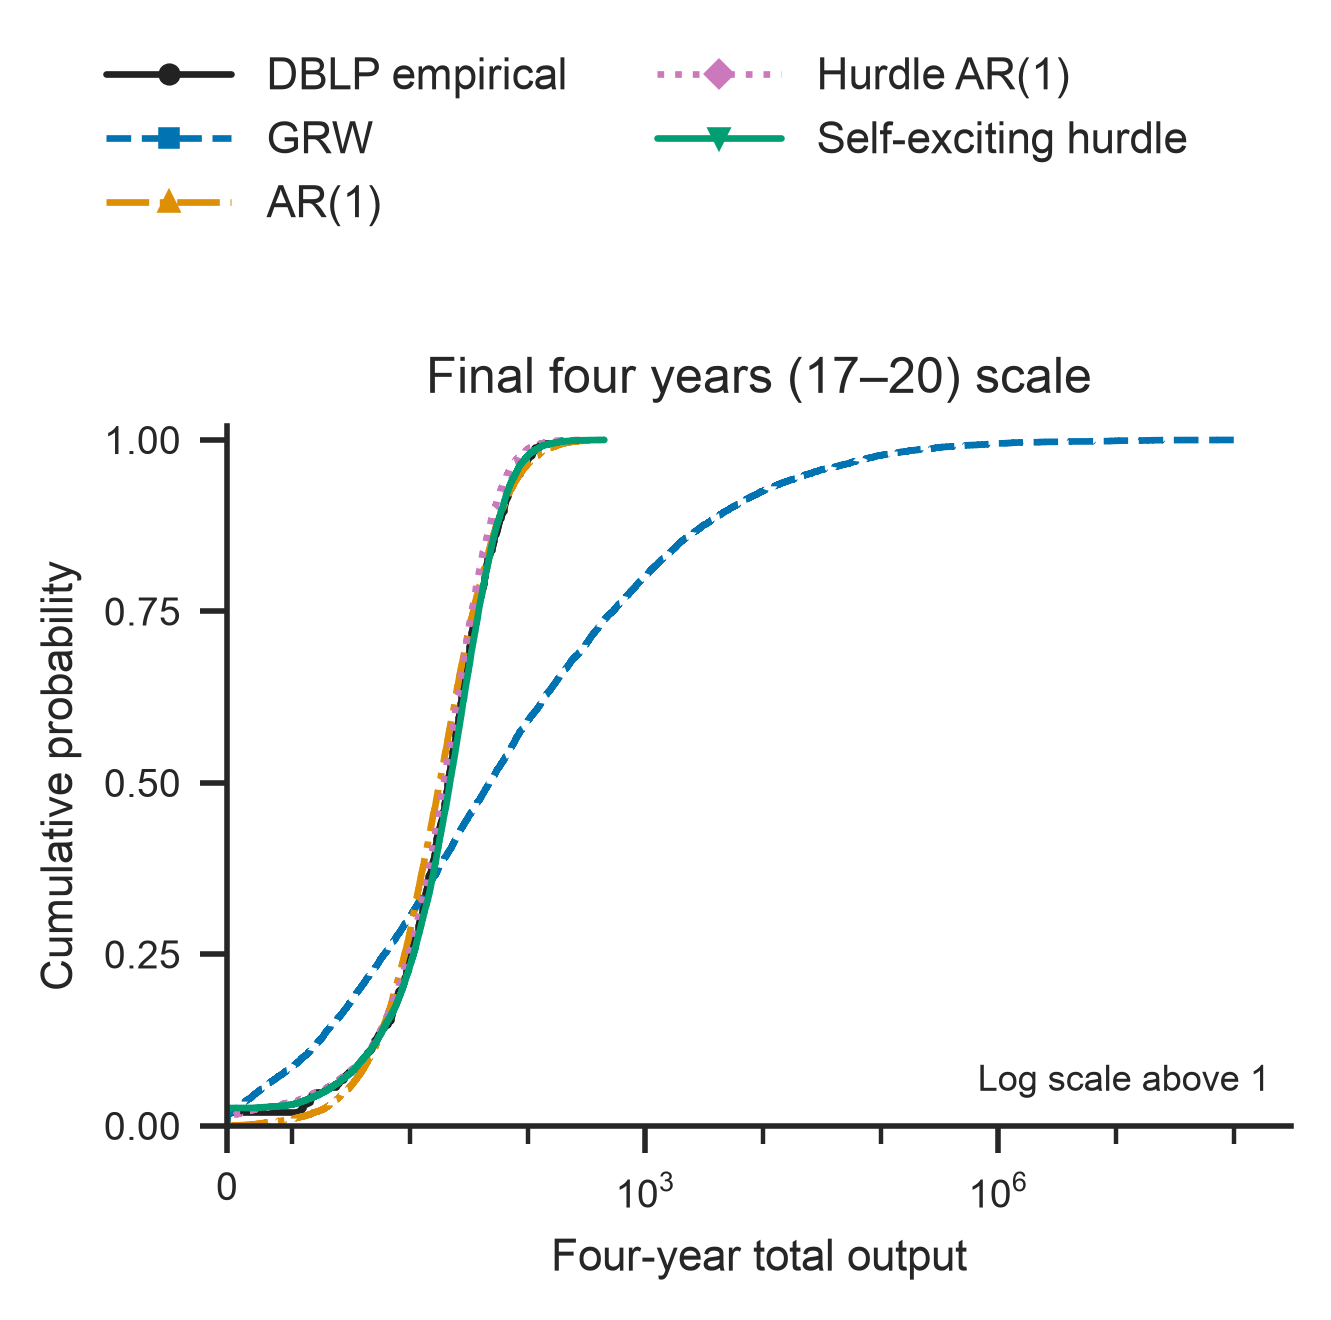 DBLP empirical
GRW
AR(1)
Hurdle AR(1)
Self-exciting hurdle
Final four years (17–20) scale
Cumulative probability
1.00
0.75
0.50
0.25
0.00
Log scale above 1
0
10³
10⁶
Four-year total output